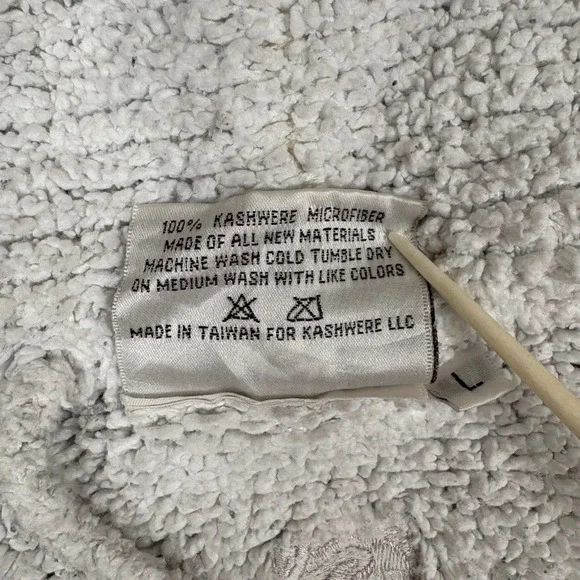 100% KASHWERE MICROFIBER
MADE OF ALL NEW MATERIALS
MACHINE WASH COLD TUMBLE DRY
ON MEDIUM WASH WITH LIKE COLORS
MADE IN TAIWAN FOR KASHWERE LLC
L